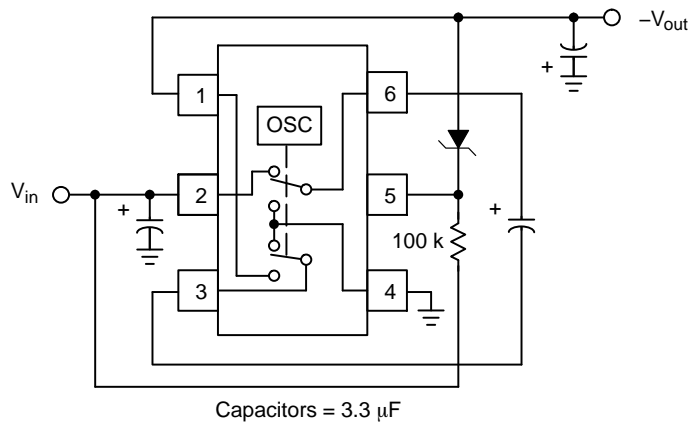 −Vout
+
1
6
OSC
Vin
2
5
+
+
100 k
3
4
Capacitors = 3.3 µF